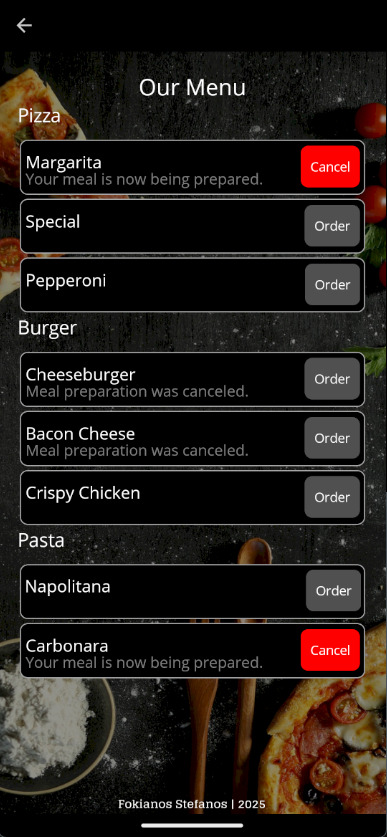 Our Menu
Pizza
Margarita
Your meal is now being prepared.
Cancel
Special
Order
Pepperoni
Order
Burger
Cheeseburger
Meal preparation was canceled.
Order
Bacon Cheese
Meal preparation was canceled.
Order
Crispy Chicken
Order
Pasta
Napolitana
Order
Carbonara
Your meal is now being prepared.
Cancel
Fokianos Stefanos | 2025